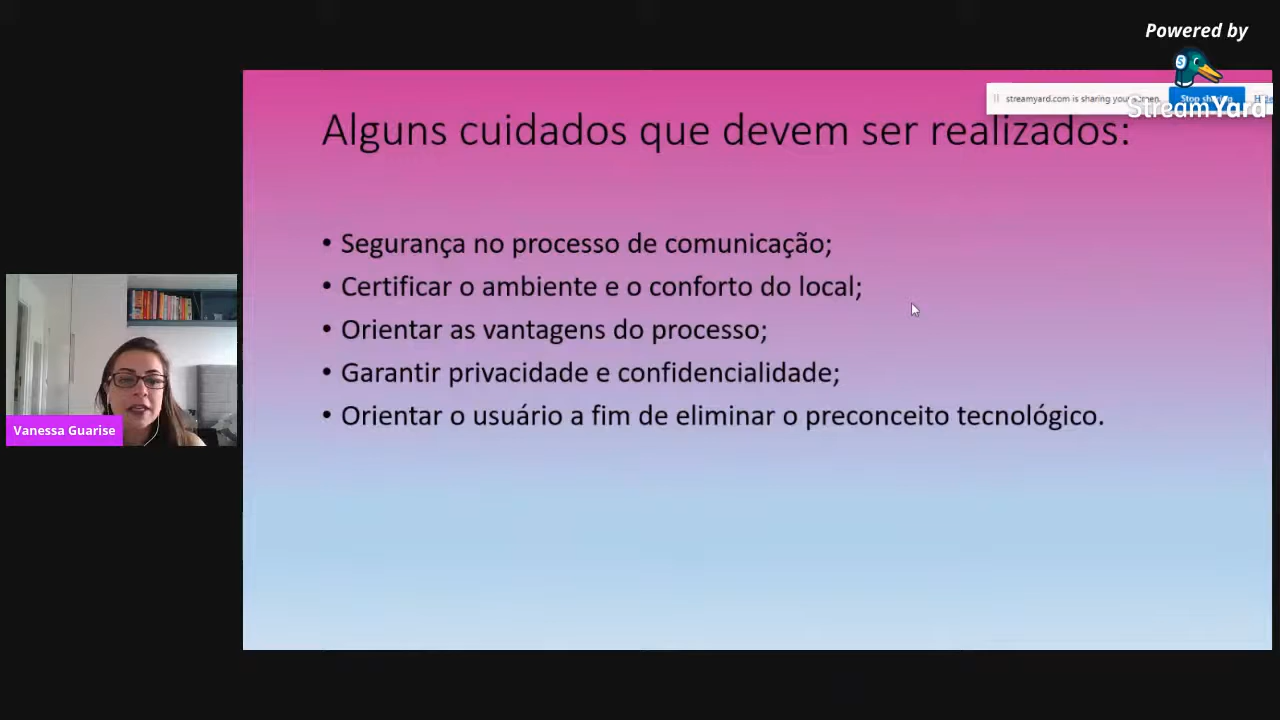 Powered by
StreamYard
streamyard.com is sharing your screen
Stop sharing
Hide
Alguns cuidados que devem ser realizados:
• Segurança no processo de comunicação;
• Certificar o ambiente e o conforto do local;
• Orientar as vantagens do processo;
• Garantir privacidade e confidencialidade;
• Orientar o usuário a fim de eliminar o preconceito tecnológico.
Vanessa Guarise